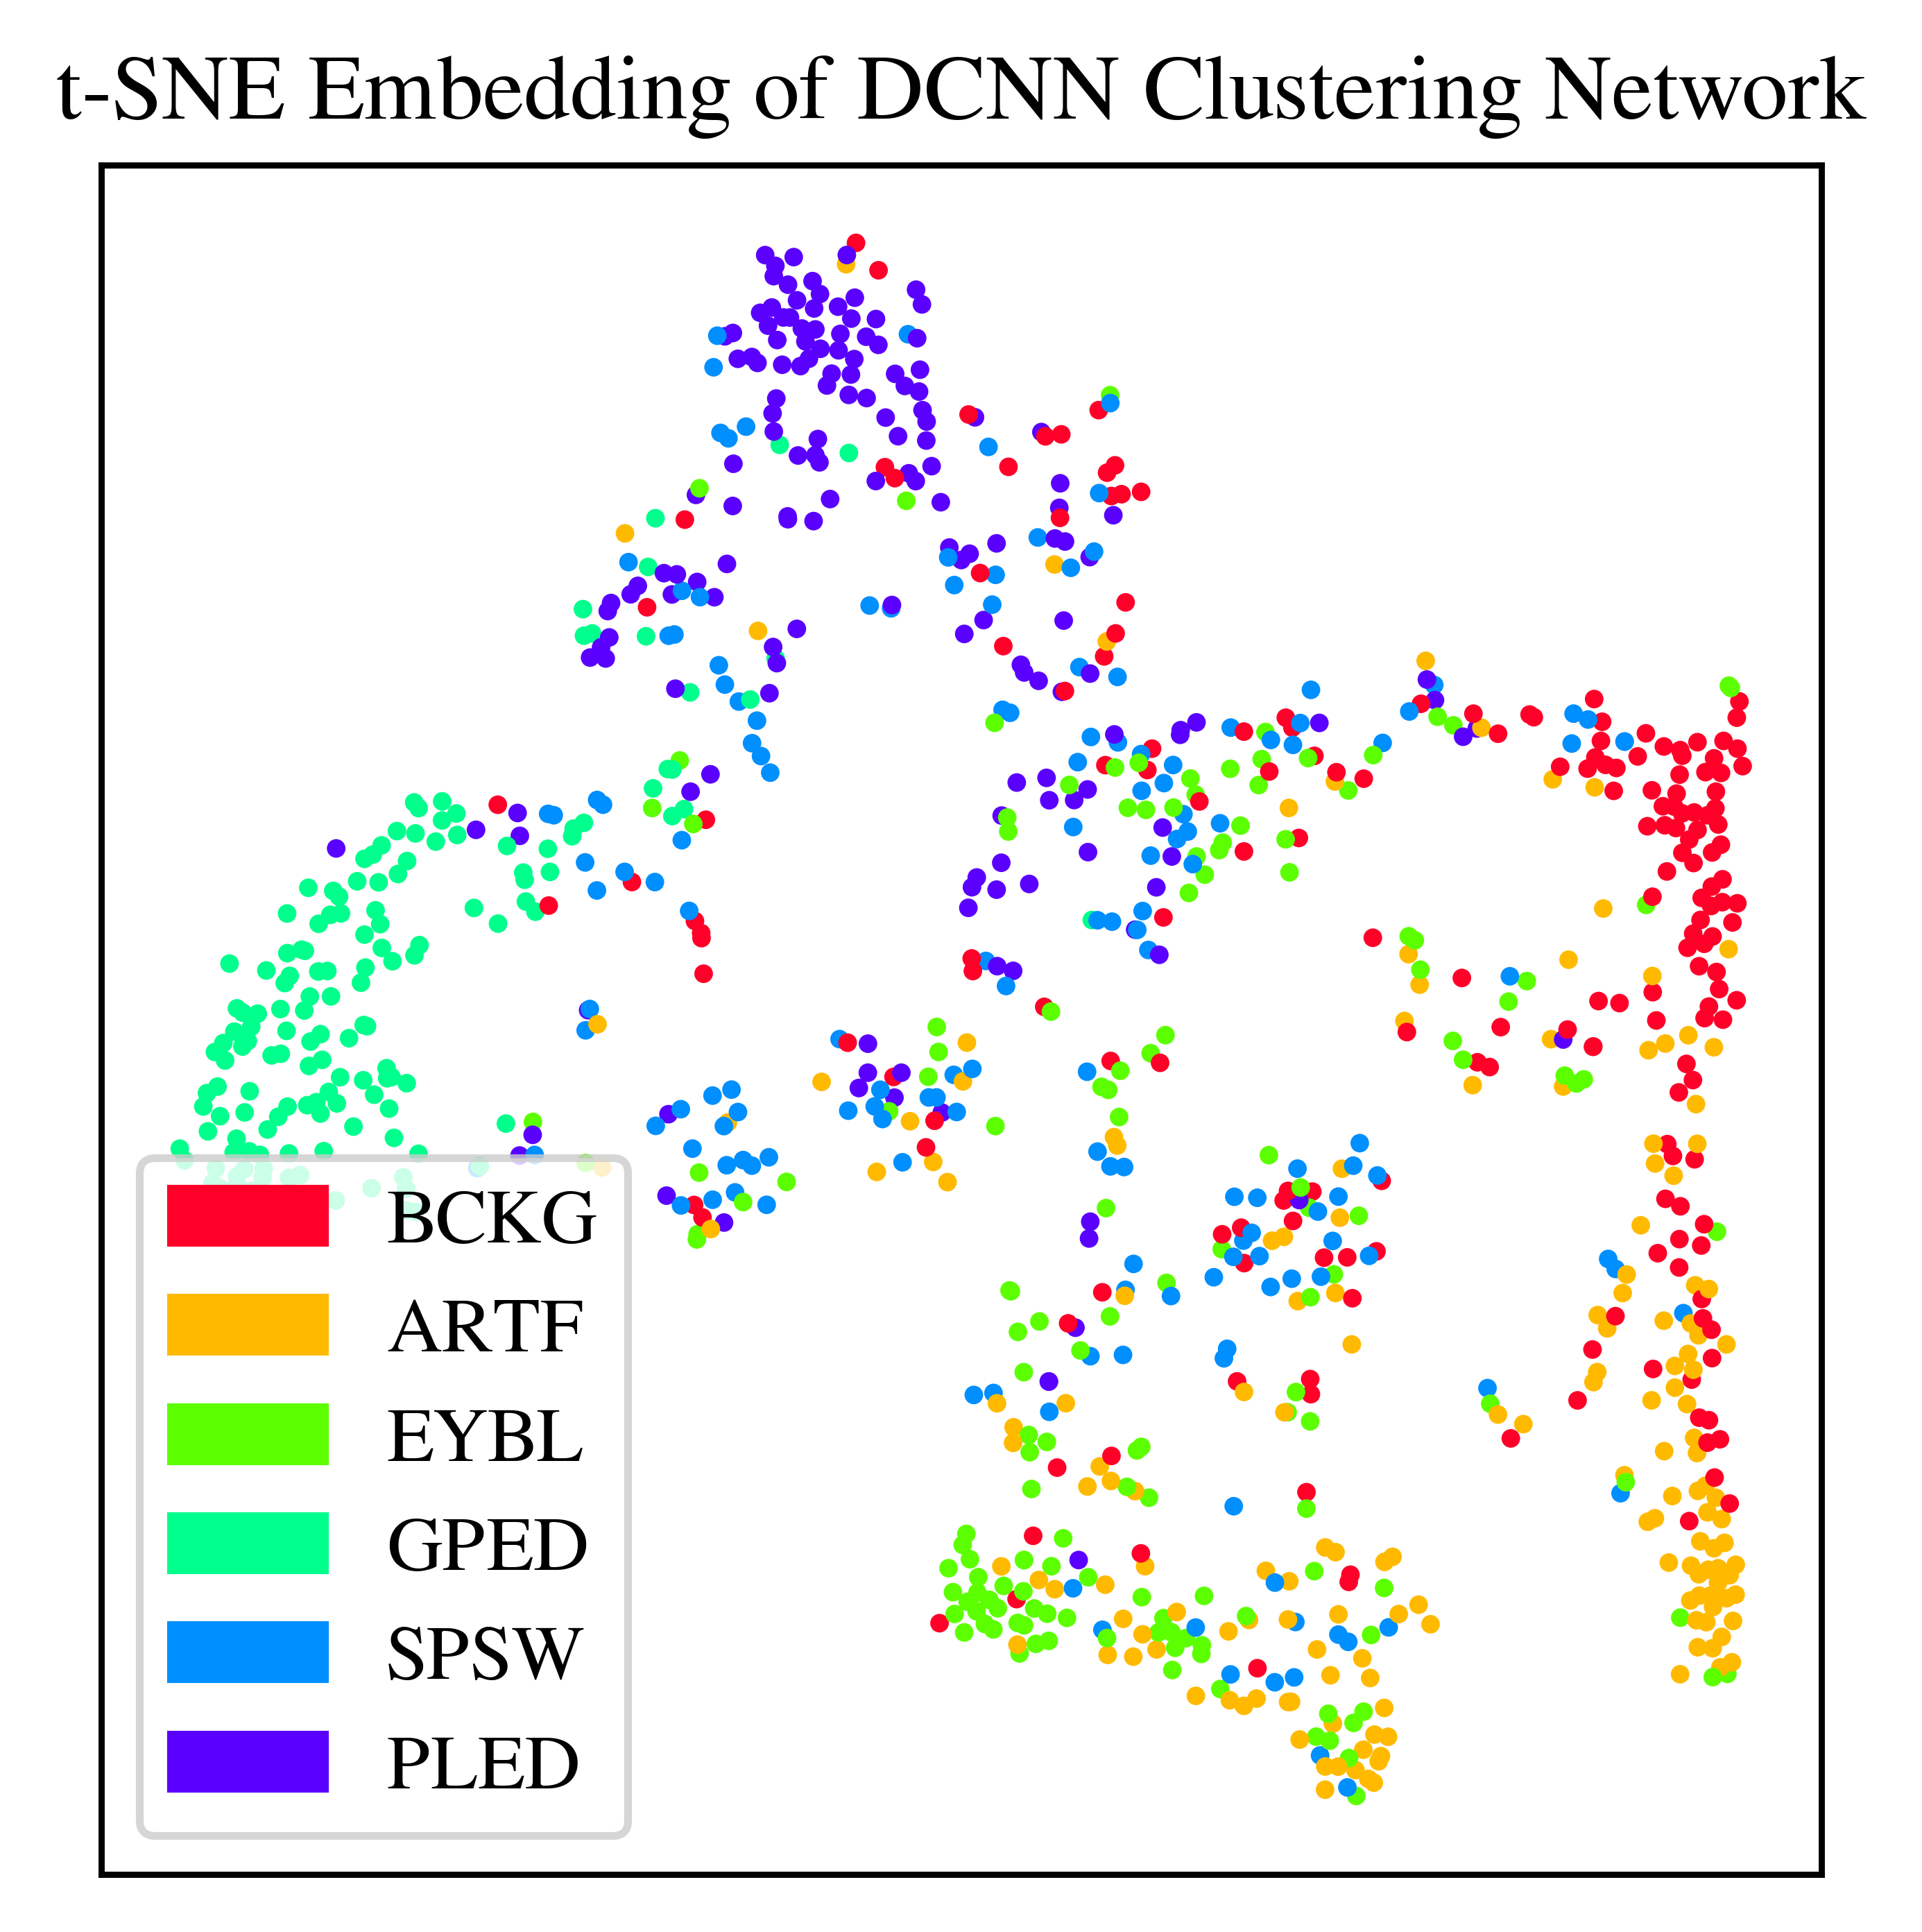 t-SNE Embedding of DCNN Clustering Network
BCKG
ARTF
EYBL
GPED
SPSW
PLED